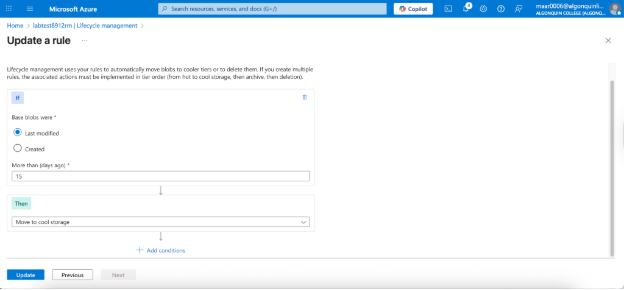 Microsoft Azure
Search resources, services, and docs (G+/)
Copilot
maar0006@algonquinli...
ALGONQUIN COLLEGE (ALGONQ...
Home > labtest8912rm | Lifecycle management >
Update a rule ...
Lifecycle management uses your rules to automatically move blobs to cooler tiers or to delete them. If you create multiple
rules, the associated actions must be implemented in tier order (from hot to cool storage, then archive, then deletion).
If
Base blobs were *
Last modified
Created
More than (days ago) *
15
Then
Move to cool storage
Add conditions
Update
Previous
Next